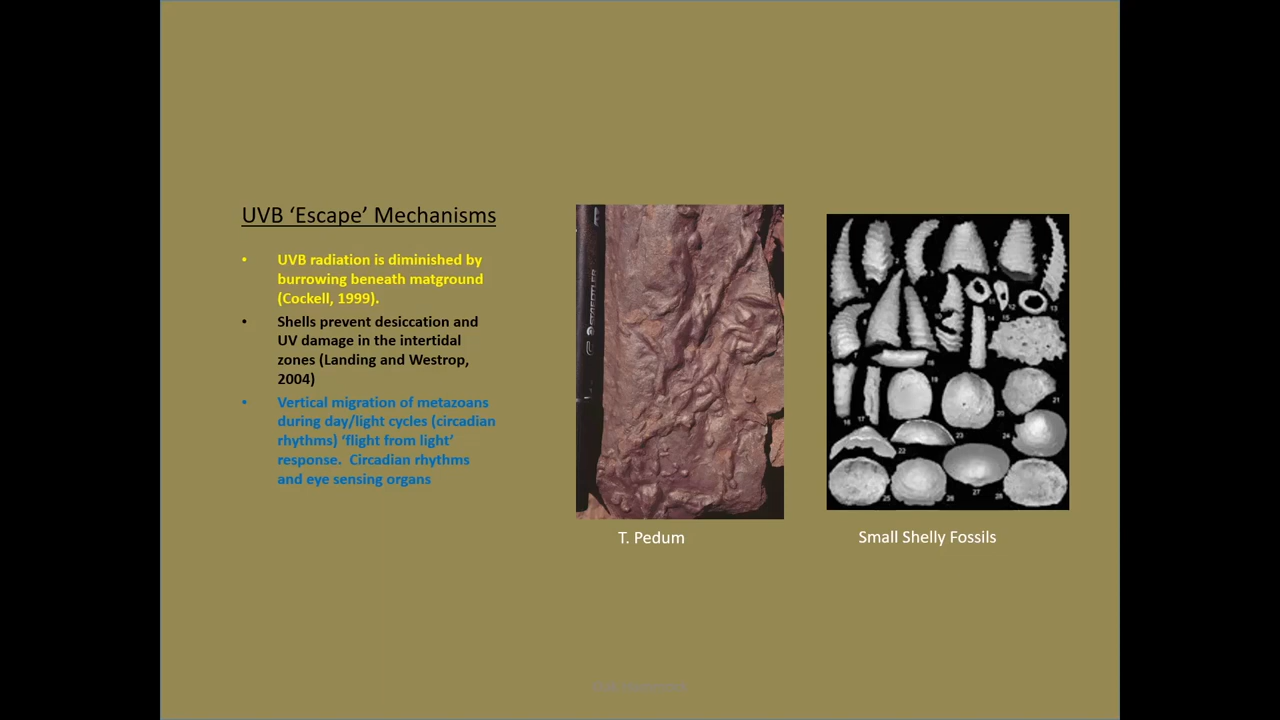 UVB ‘Escape’ Mechanisms
• UVB radiation is diminished by
burrowing beneath matground
(Cockell, 1999).
• Shells prevent desiccation and
UV damage in the intertidal
zones (Landing and Westrop,
2004)
• Vertical migration of metazoans
during day/light cycles (circadian
rhythms) ‘flight from light’
response.  Circadian rhythms
and eye sensing organs
STAEDTLER
T. Pedum
Small Shelly Fossils